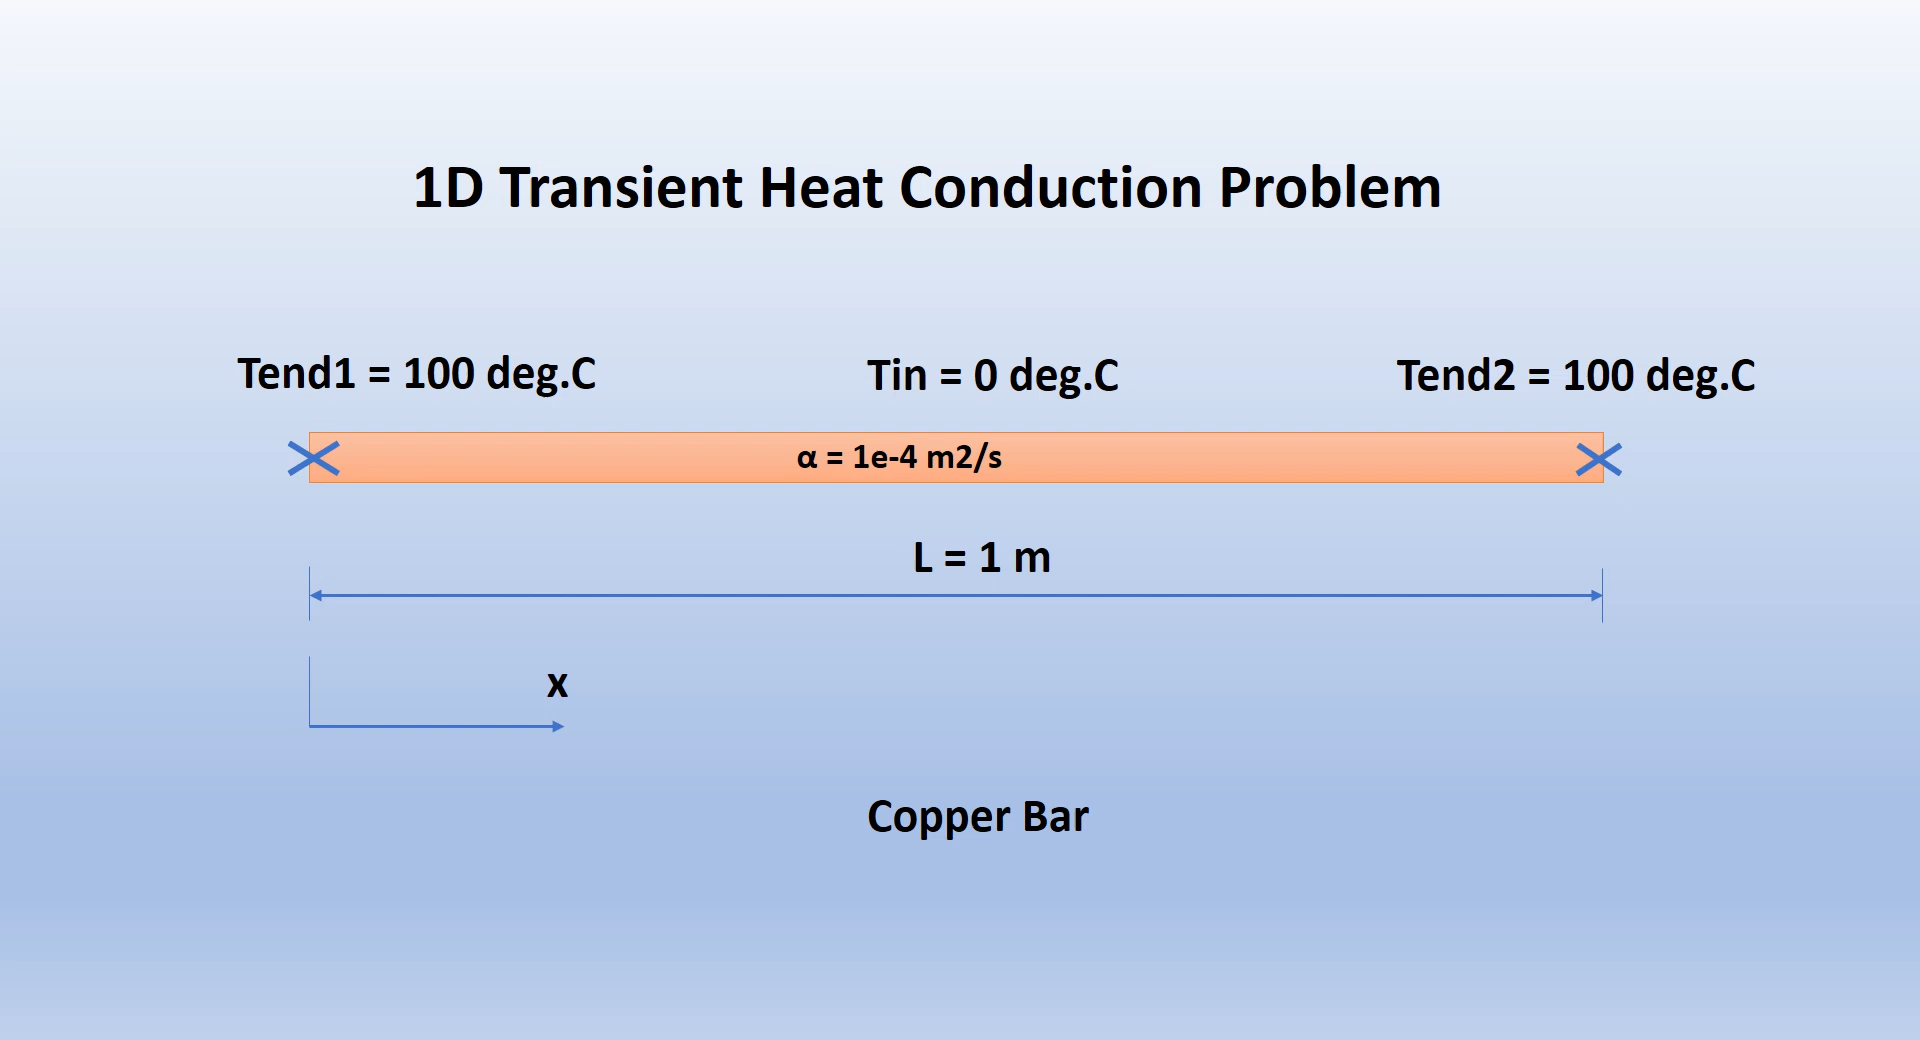 1D Transient Heat Conduction Problem
Tend1 = 100 deg.C
Tin = 0 deg.C
Tend2 = 100 deg.C
α = 1e-4 m2/s
L = 1 m
x
Copper Bar